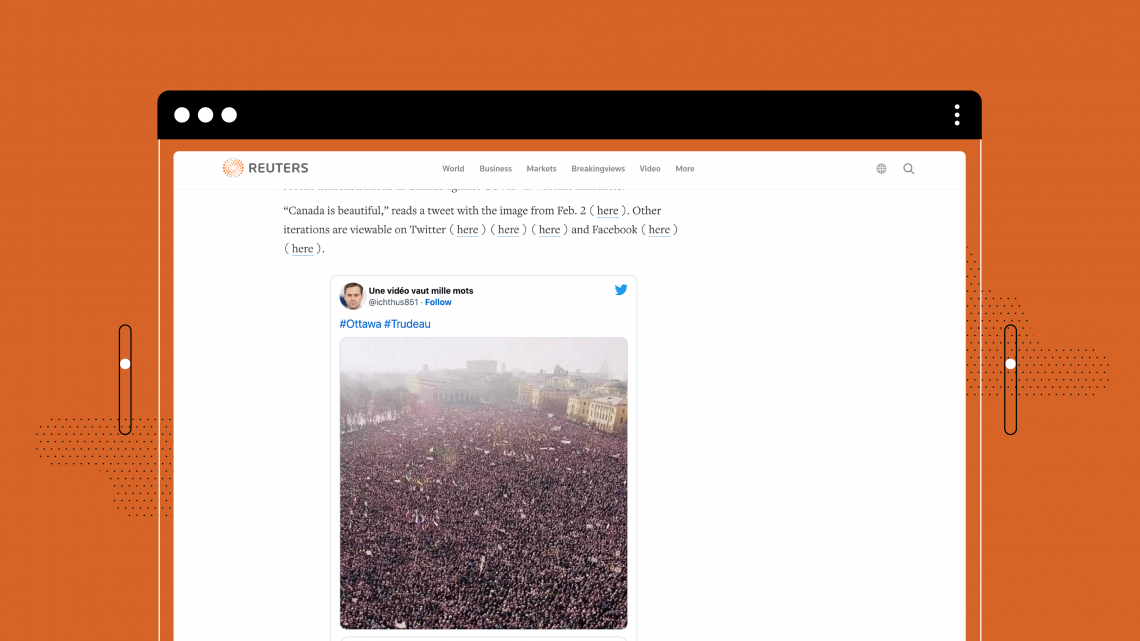 REUTERS
World Business Markets Breakingviews Video More
“Canada is beautiful,” reads a tweet with the image from Feb. 2 ( here ). Other
iterations are viewable on Twitter ( here ) ( here ) ( here ) and Facebook ( here )
( here ).
Une vidéo vaut mille mots
@ichthus851 · Follow
#Ottawa #Trudeau